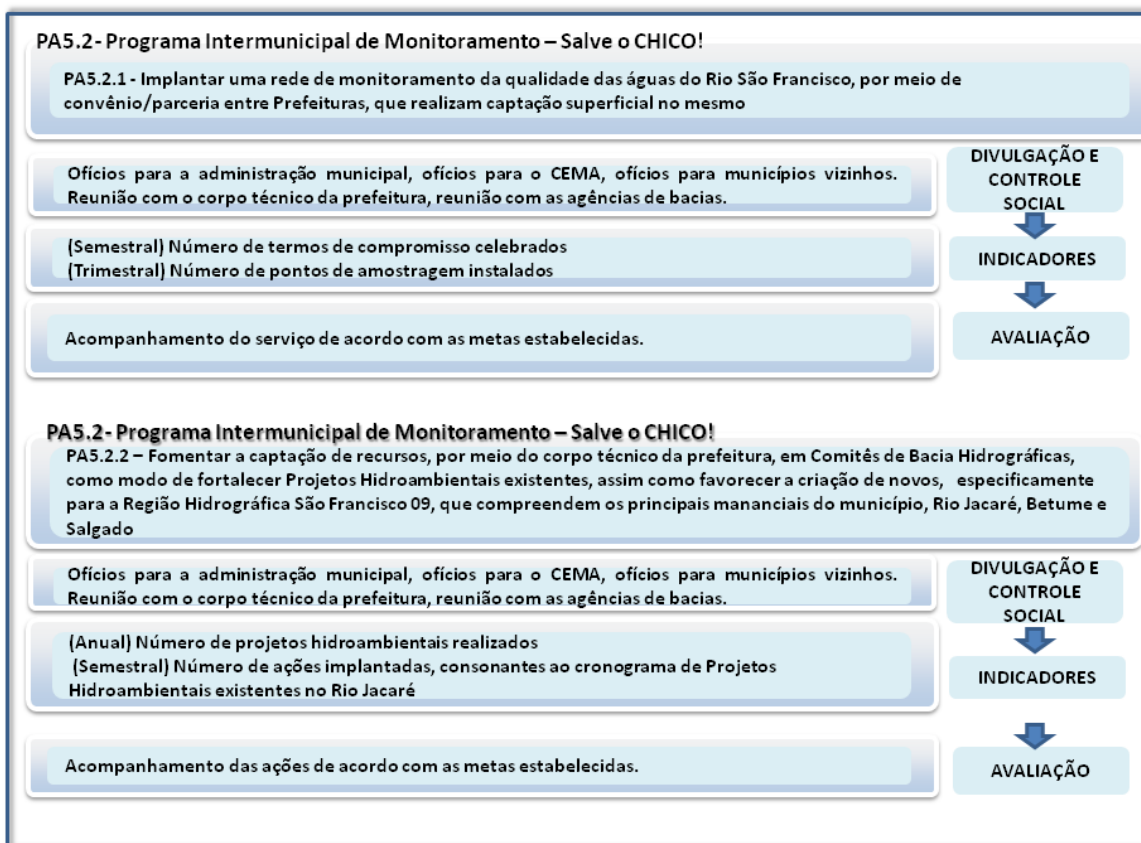 PA5.2- Programa Intermunicipal de Monitoramento – Salve o CHICO!
PA5.2.1 - Implantar uma rede de monitoramento da qualidade das águas do Rio São Francisco, por meio de
convênio/parceria entre Prefeituras, que realizam captação superficial no mesmo
Ofícios para a administração municipal, ofícios para o CEMA, ofícios para municípios vizinhos.
Reunião com o corpo técnico da prefeitura, reunião com as agências de bacias.
DIVULGAÇÃO E
CONTROLE
SOCIAL
(Semestral) Número de termos de compromisso celebrados
(Trimestral) Número de pontos de amostragem instalados
INDICADORES
Acompanhamento do serviço de acordo com as metas estabelecidas.
AVALIAÇÃO
PA5.2- Programa Intermunicipal de Monitoramento – Salve o CHICO!
PA5.2.2 – Fomentar a captação de recursos, por meio do corpo técnico da prefeitura, em Comitês de Bacia Hidrográficas,
como modo de fortalecer Projetos Hidroambientais existentes, assim como favorecer a criação de novos, especificamente
para a Região Hidrográfica São Francisco 09, que compreendem os principais mananciais do município, Rio Jacaré, Betume e
Salgado
Ofícios para a administração municipal, ofícios para o CEMA, ofícios para municípios vizinhos.
Reunião com o corpo técnico da prefeitura, reunião com as agências de bacias.
DIVULGAÇÃO E
CONTROLE
SOCIAL
(Anual) Número de projetos hidroambientais realizados
(Semestral) Número de ações implantadas, consonantes ao cronograma de Projetos
Hidroambientais existentes no Rio Jacaré
INDICADORES
Acompanhamento das ações de acordo com as metas estabelecidas.
AVALIAÇÃO